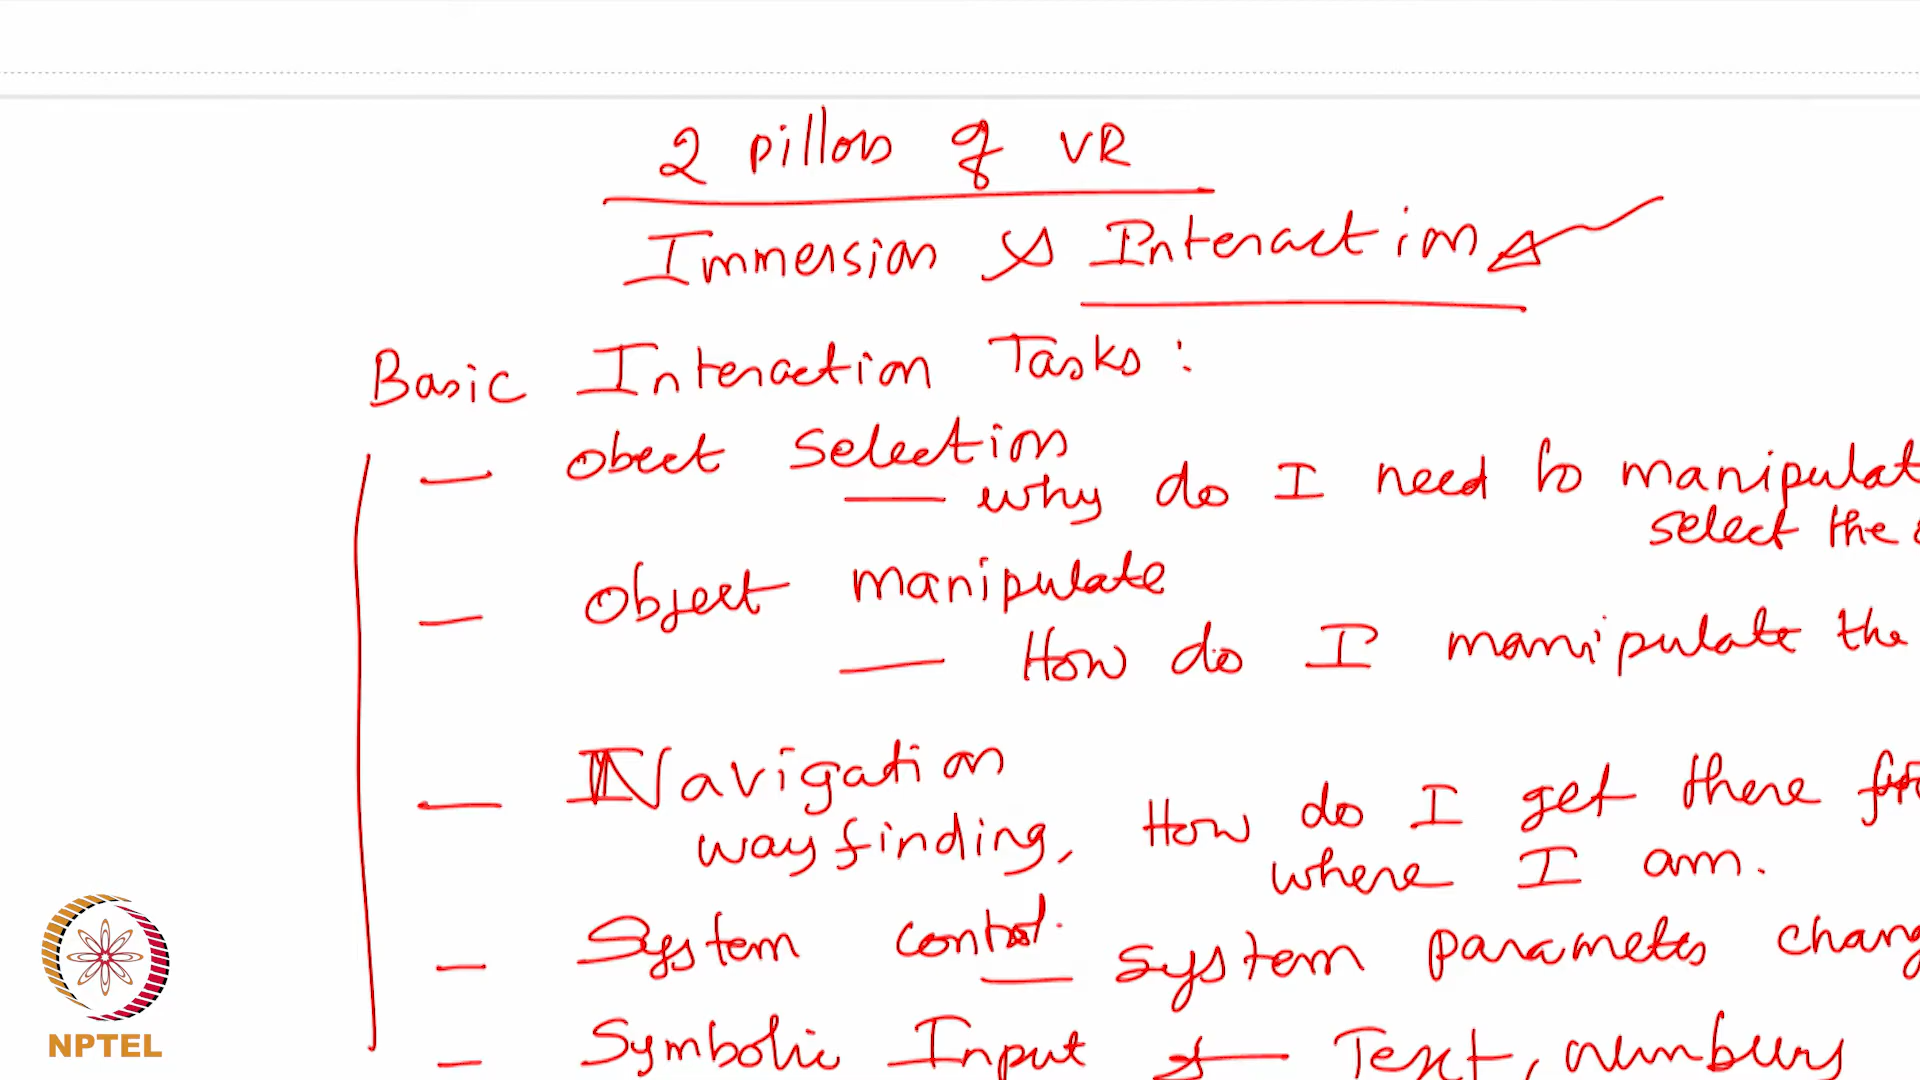 2 pillars of VR
Immersion & Interaction
Basic Interaction Tasks:
— Obect Selection
— why do I need to manipulat
select the
— Object manipulate
— How do I manipulate the
— Navigation
wayfinding, How do I get there
where I am.
— System control.
— System parameters chang
— Symbolic Input ← Text, numbers
NPTEL